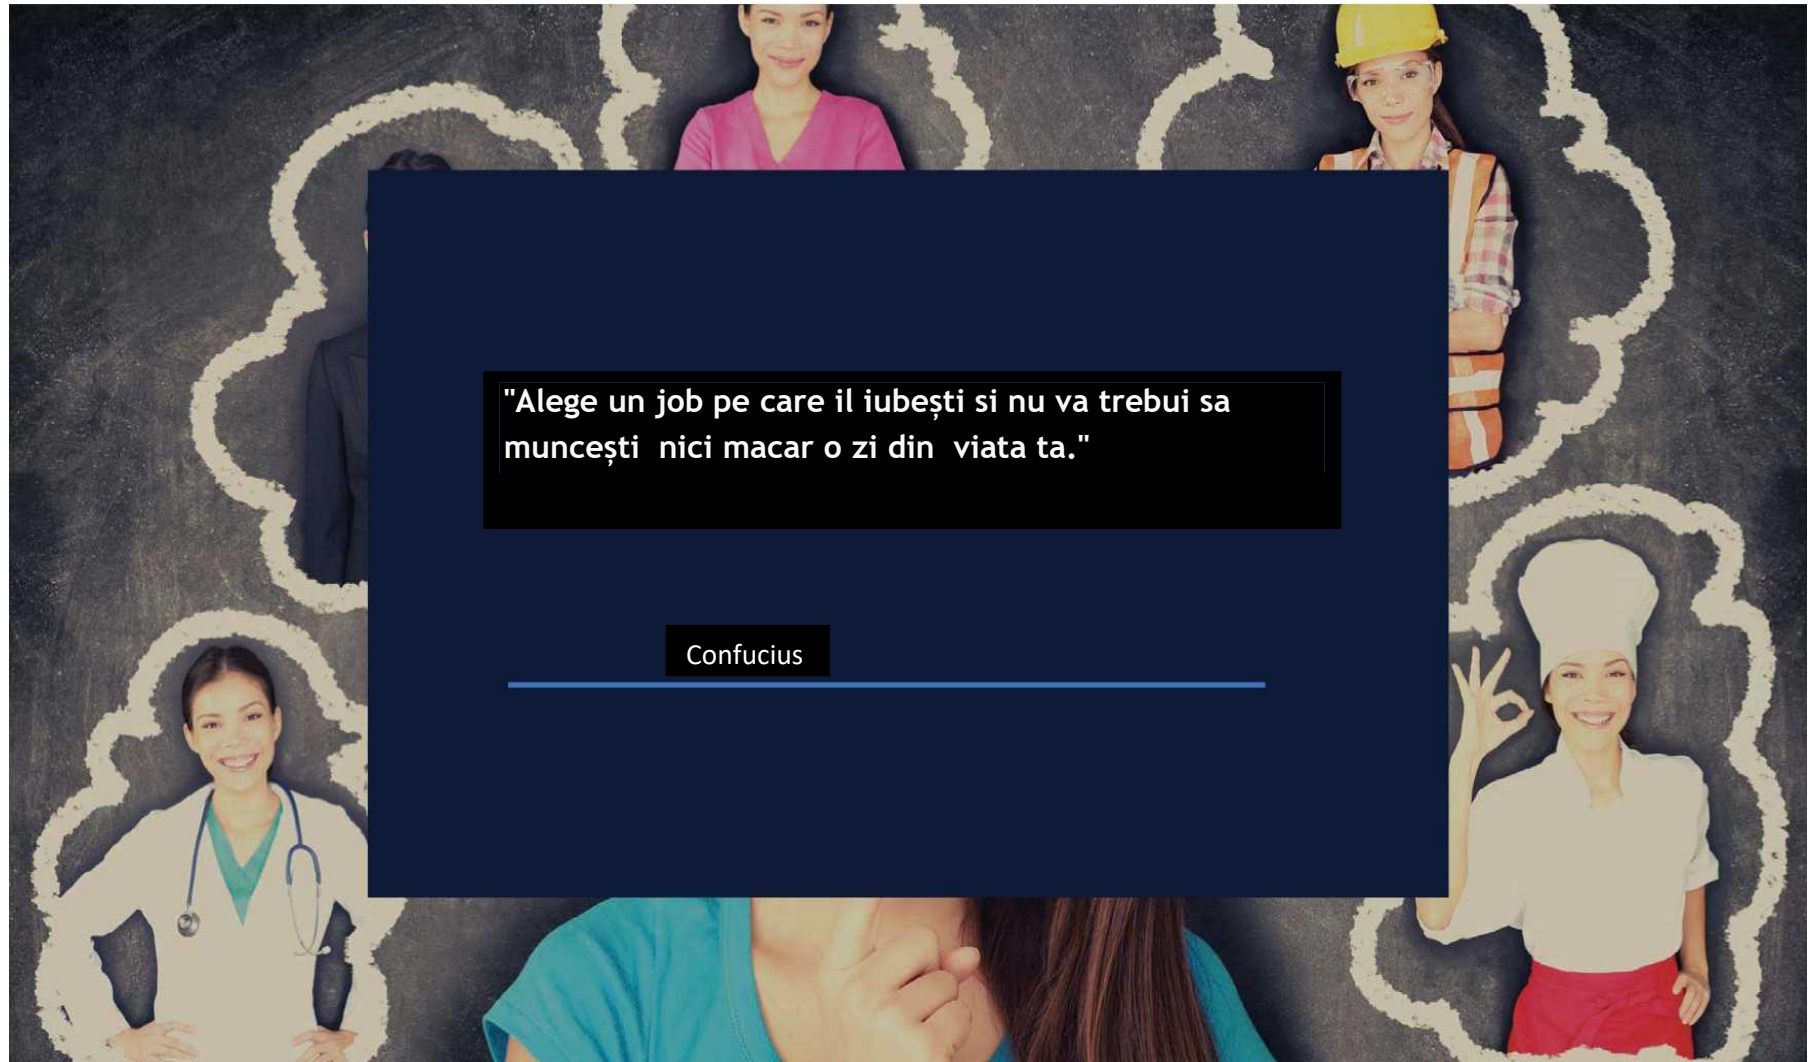 "Alege un job pe care il iubești si nu va trebui sa
muncești  nici macar o zi din  viata ta."
Confucius